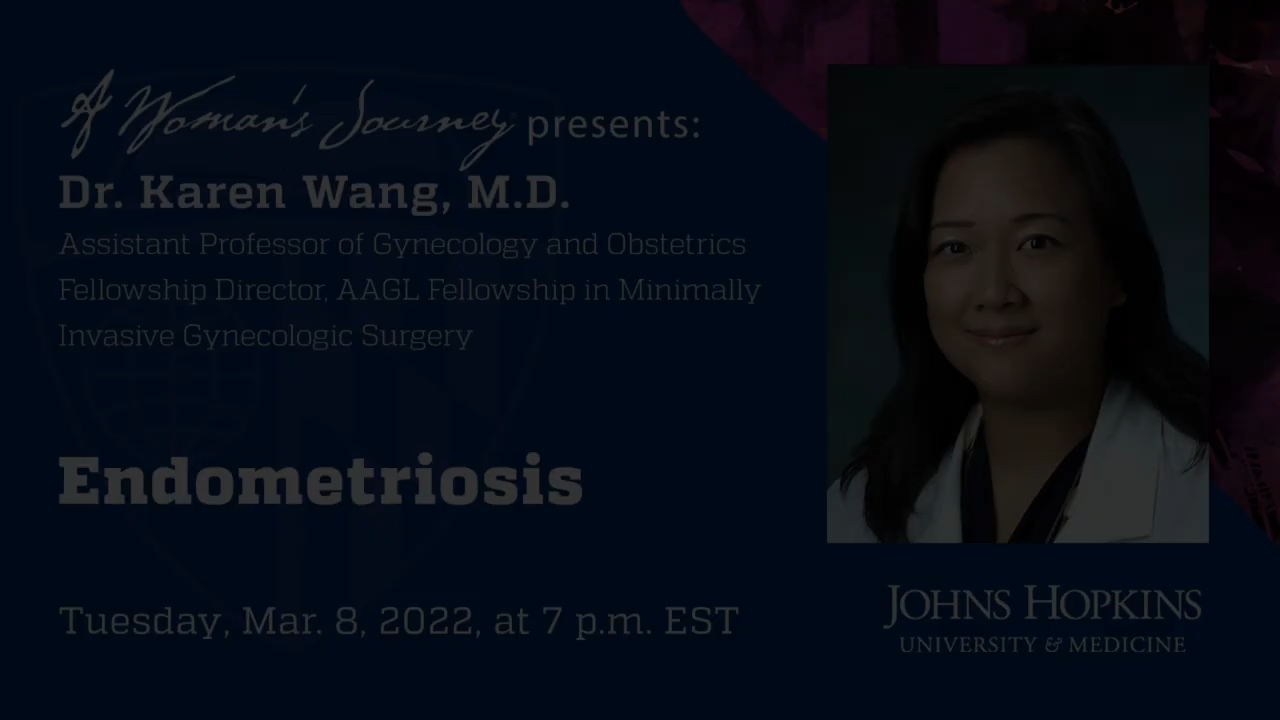 A Woman's Journey presents:
Dr. Karen Wang, M.D.
Assistant Professor of Gynecology and Obstetrics
Fellowship Director, AAGL Fellowship in Minimally
Invasive Gynecologic Surgery
Endometriosis
Tuesday, Mar. 8, 2022, at 7 p.m. EST
JOHNS HOPKINS
UNIVERSITY & MEDICINE